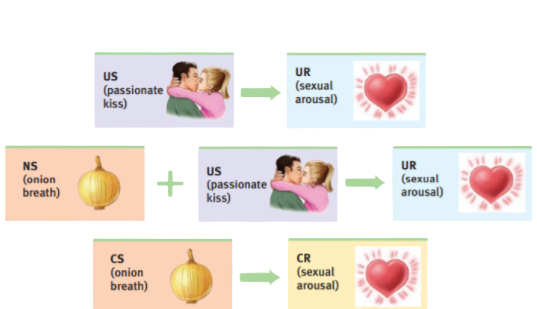 US
(passionate
kiss)
UR
(sexual
arousal)
NS
(onion
breath)
US
(passionate
kiss)
UR
(sexual
arousal)
CS
(onion
breath)
CR
(sexual
arousal)